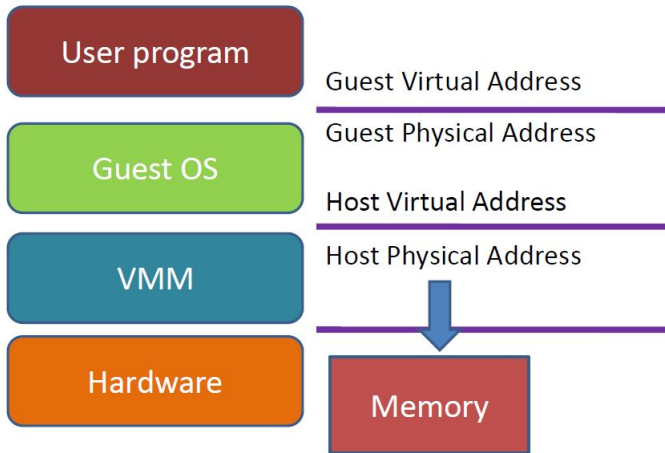 User program
Guest Virtual Address
Guest Physical Address
Guest OS
Host Virtual Address
Host Physical Address
VMM
Hardware
Memory